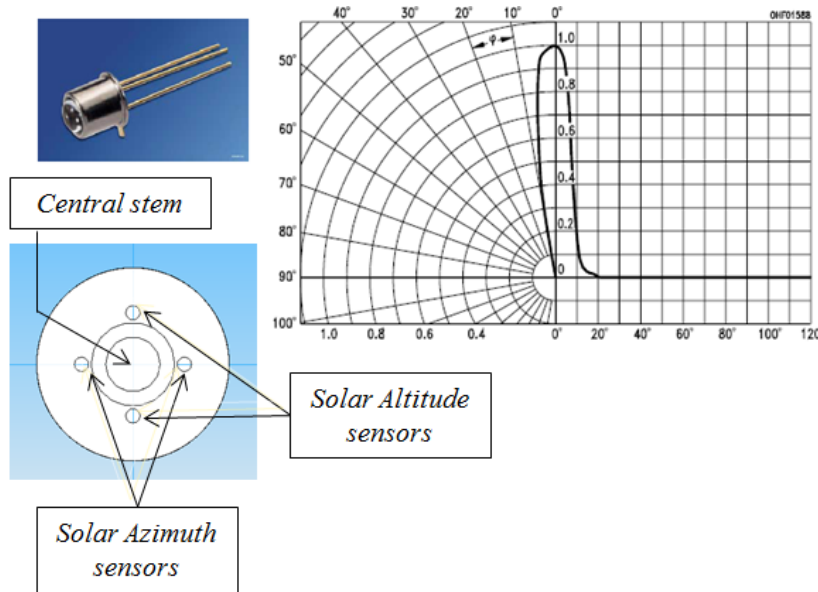 40° 30° 20° 10° 0° OHF01588
50° φ 1.0
0.8
60° 0.6
70° 0.4
80° 0.2
90° 0
100°
1.0 0.8 0.6 0.4 0° 20° 40° 60° 80° 100° 120
Central stem
Solar Altitude
sensors
Solar Azimuth
sensors